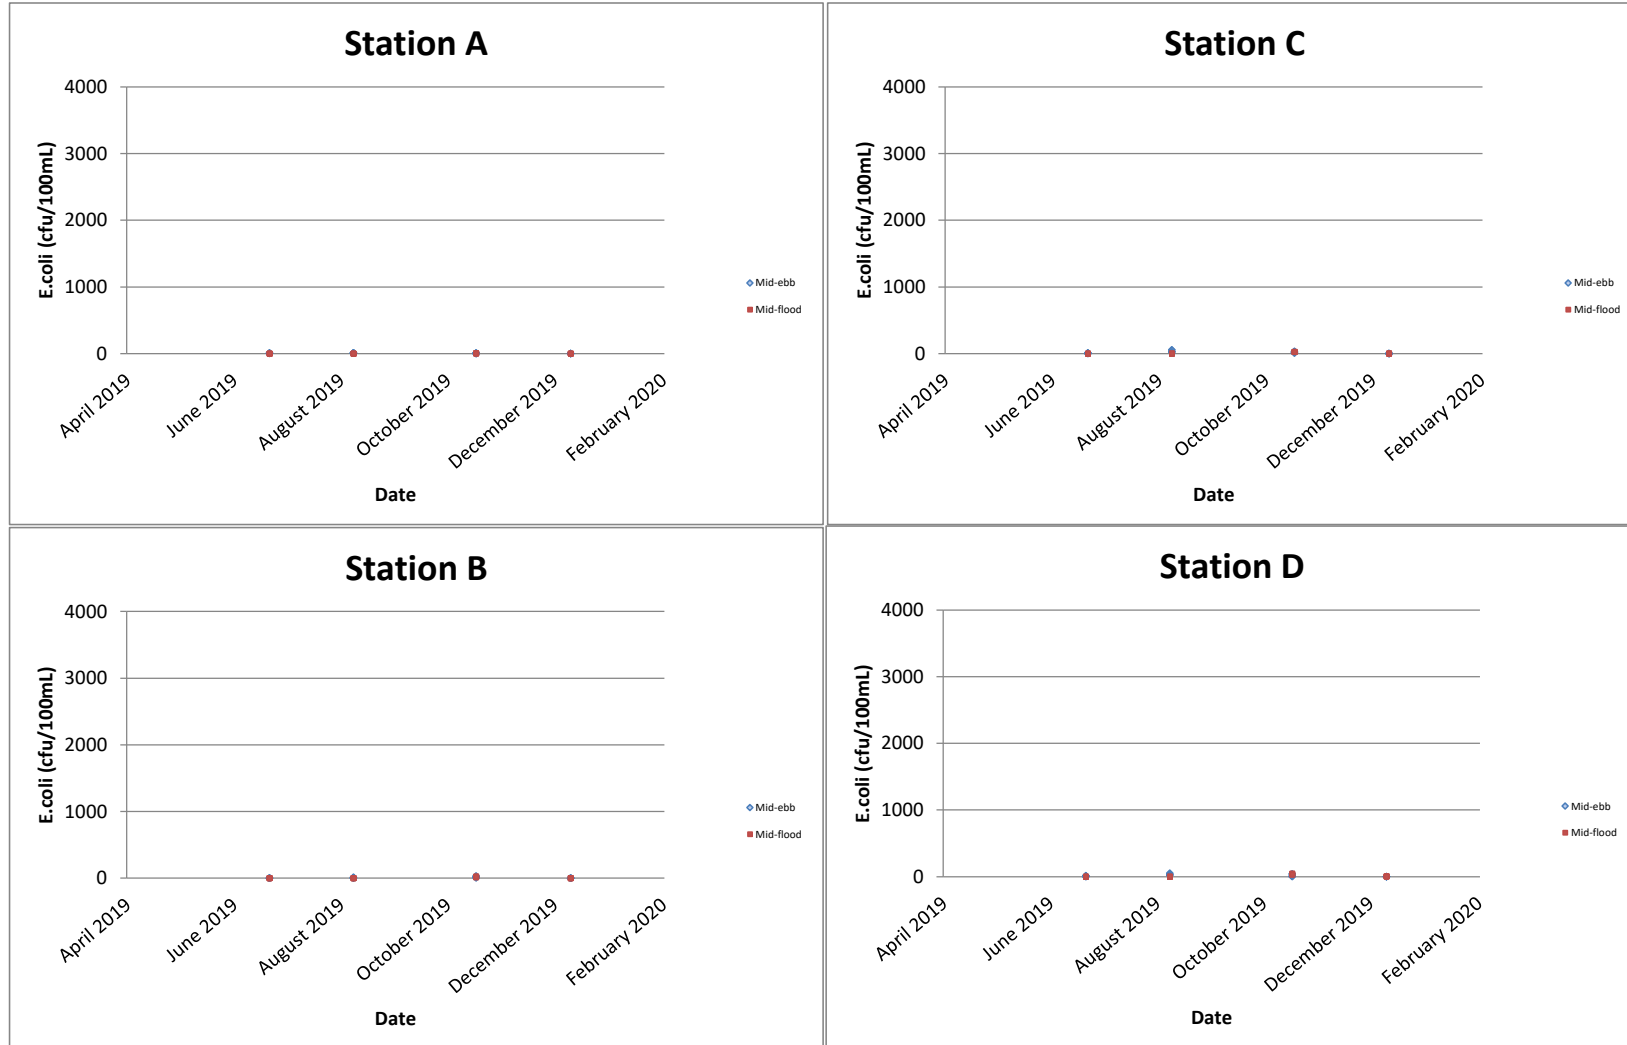 Station A
4000
3000
2000
1000
0
E.coli (cfu/100mL)
Mid-ebb
Mid-flood
April 2019
June 2019
August 2019
October 2019
December 2019
February 2020
Date
Station C
4000
3000
2000
1000
0
E.coli (cfu/100mL)
Mid-ebb
Mid-flood
April 2019
June 2019
August 2019
October 2019
December 2019
February 2020
Date
Station B
4000
3000
2000
1000
0
E.coli (cfu/100mL)
Mid-ebb
Mid-flood
April 2019
June 2019
August 2019
October 2019
December 2019
February 2020
Date
Station D
4000
3000
2000
1000
0
E.coli (cfu/100mL)
Mid-ebb
Mid-flood
April 2019
June 2019
August 2019
October 2019
December 2019
February 2020
Date